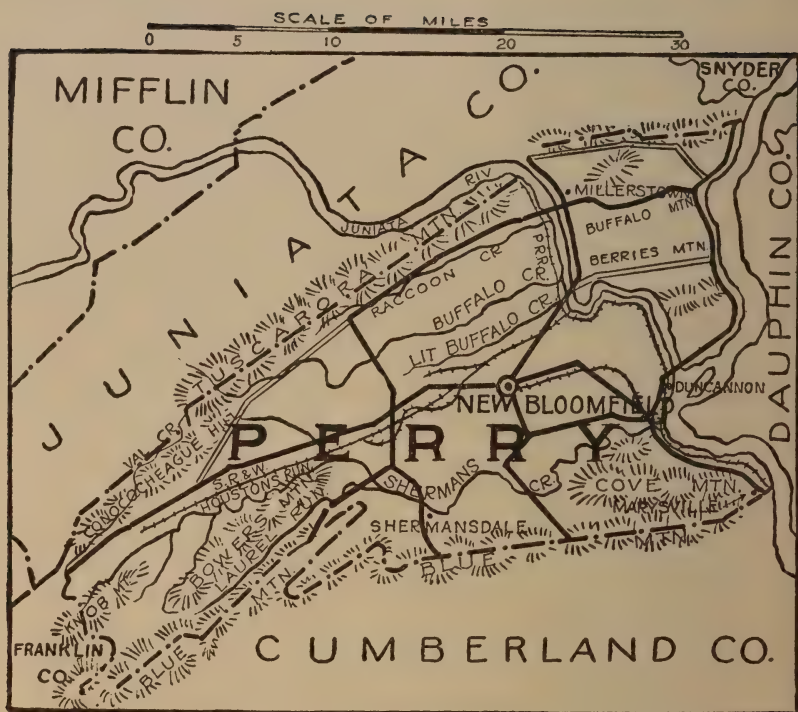 SCALE OF MILES
0 5 10 20 30
MIFFLIN
CO.
JUNIATA CO.
SNYDER
CO.
DAUPHIN CO.
JUNIATA RIV
TUSCARORA MTN.
MILLERSTOWN
BUFFALO MTN.
BERRIES MTN.
P.R.R.
RACCOON CR.
BUFFALO CR.
LIT BUFFALO CR.
DUNCANNON
NEW BLOOMFIELD
PERRY
VAL CR.
CONOCOCHEAGUE HILL
S.R.&W.
HOUSTONS RUN
BOWERS MTN.
LAUREL RUN
SHERMANS CR.
COVE MTN.
MARYSVILLE
SHERMANSDALE
BLUE MTN.
KNOB MT.
BLUE MTN.
FRANKLIN
CO.
CUMBERLAND CO.